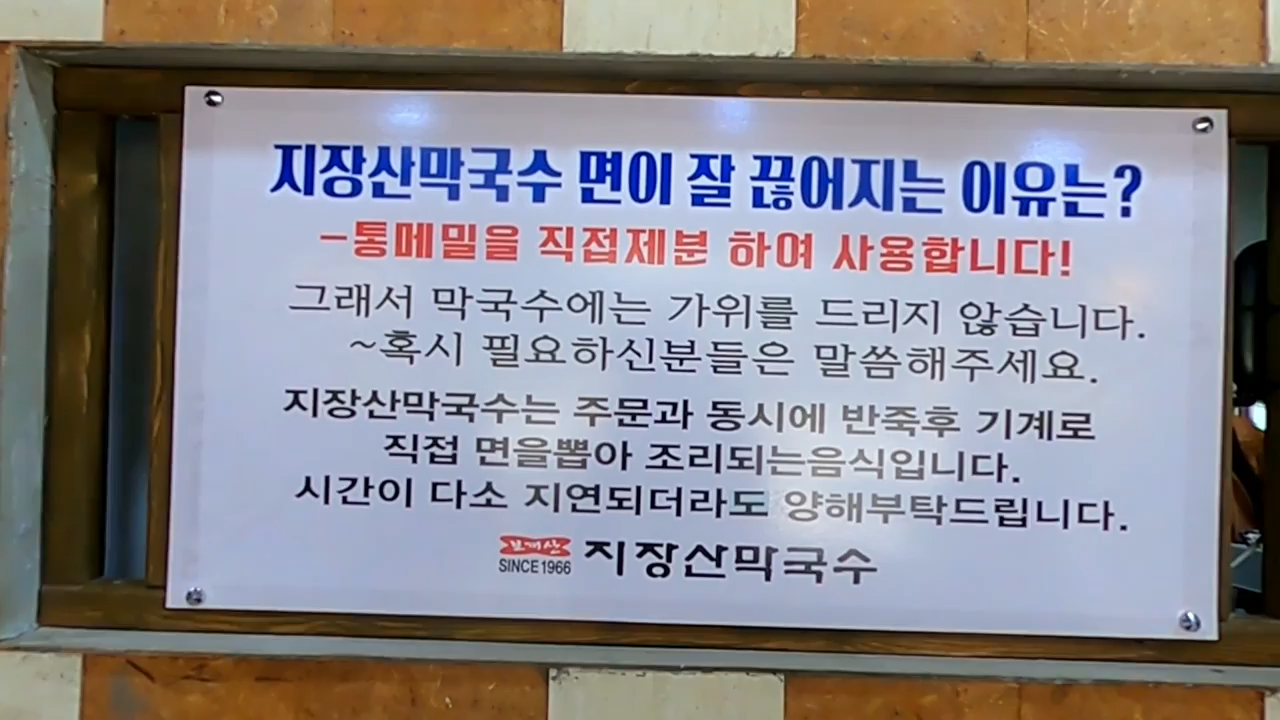 지장산막국수 면이 잘 끊어지는 이유는?
-통메밀을 직접제분 하여 사용합니다!
그래서 막국수에는 가위를 드리지 않습니다.
~혹시 필요하신분들은 말씀해주세요.
지장산막국수는 주문과 동시에 반죽후 기계로
직접 면을뽑아 조리되는음식입니다.
시간이 다소 지연되더라도 양해부탁드립니다.
보개산
SINCE 1966
지장산막국수